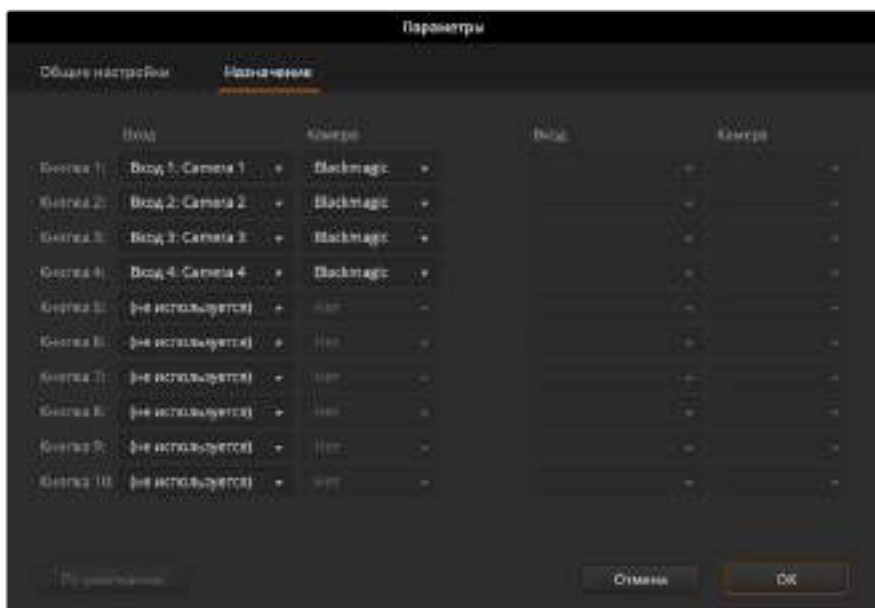 Параметры
Общие настройки Назначение
Вход Камера Вход Камера
Кнопка 1: Вход 1: Camera 1 Blackmagic
Кнопка 2: Вход 2: Camera 2 Blackmagic
Кнопка 3: Вход 3: Camera 3 Blackmagic
Кнопка 4: Вход 4: Camera 4 Blackmagic
Кнопка 5: (не используется) Нет
Кнопка 6: (не используется) Нет
Кнопка 7: (не используется) Нет
Кнопка 8: (не используется) Нет
Кнопка 9: (не используется) Нет
Кнопка 10: (не используется) Нет
По умолчанию Отмена OK